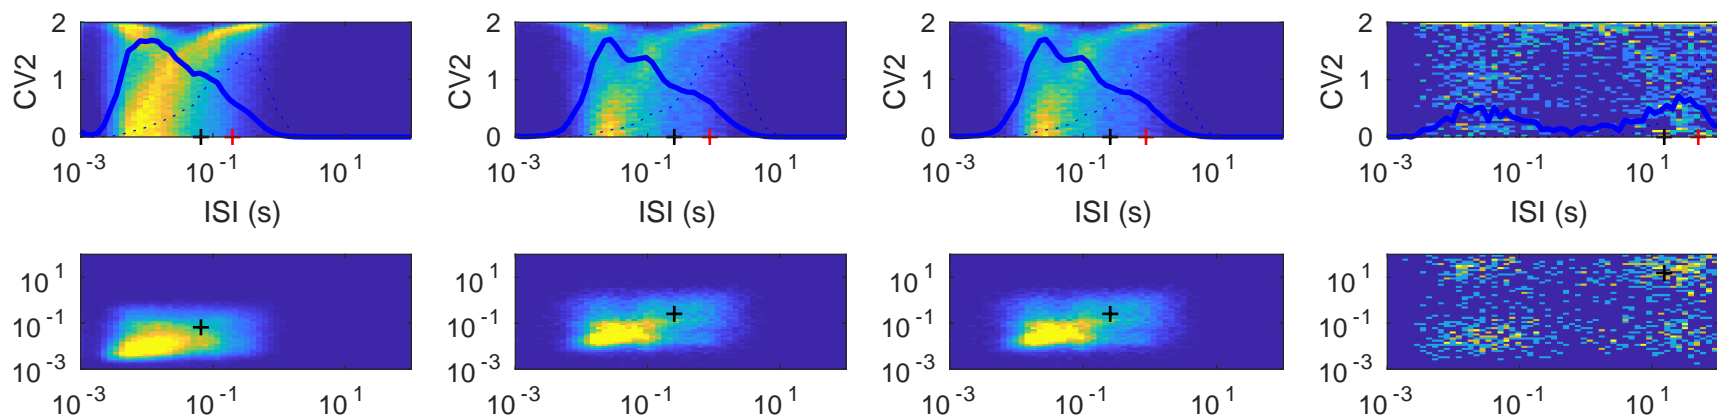 2 2 2 2
CV2 CV2 CV2 CV2
1 1 1 1
0 0 0 0
10^-3 10^-1 10^1 10^-3 10^-1 10^1 10^-3 10^-1 10^1 10^-3 10^-1 10^1
ISI (s) ISI (s) ISI (s) ISI (s)
10^1 10^1 10^1 10^1
10^-1 10^-1 10^-1 10^-1
10^-3 10^-3 10^-3 10^-3
10^-3 10^-1 10^1 10^-3 10^-1 10^1 10^-3 10^-1 10^1 10^-3 10^-1 10^1